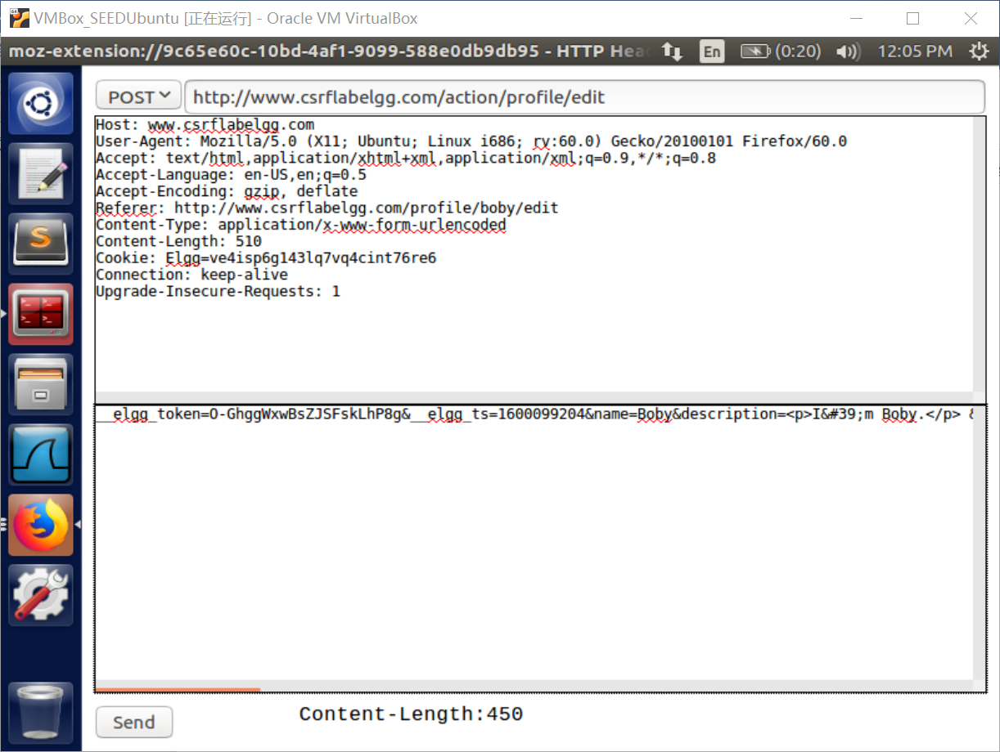 VMBox_SEEDUbuntu [正在运行] - Oracle VM VirtualBox
moz-extension://9c65e60c-10bd-4af1-9099-588e0db9db95 - HTTP Hea
En
(0:20)
12:05 PM
POST
http://www.csrflabelgg.com/action/profile/edit
Host: www.csrflabelgg.com
User-Agent: Mozilla/5.0 (X11; Ubuntu; Linux i686; rv:60.0) Gecko/20100101 Firefox/60.0
Accept: text/html,application/xhtml+xml,application/xml;q=0.9,*/*;q=0.8
Accept-Language: en-US,en;q=0.5
Accept-Encoding: gzip, deflate
Referer: http://www.csrflabelgg.com/profile/boby/edit
Content-Type: application/x-www-form-urlencoded
Content-Length: 510
Cookie: Elgg=ve4isp6g143lq7vq4cint76re6
Connection: keep-alive
Upgrade-Insecure-Requests: 1
__elgg_token=O-GhggWxwBsZJSFskLhP8g&__elgg_ts=1600099204&name=Boby&description=<p>I&#39;m Boby.</p> &
Send
Content-Length:450